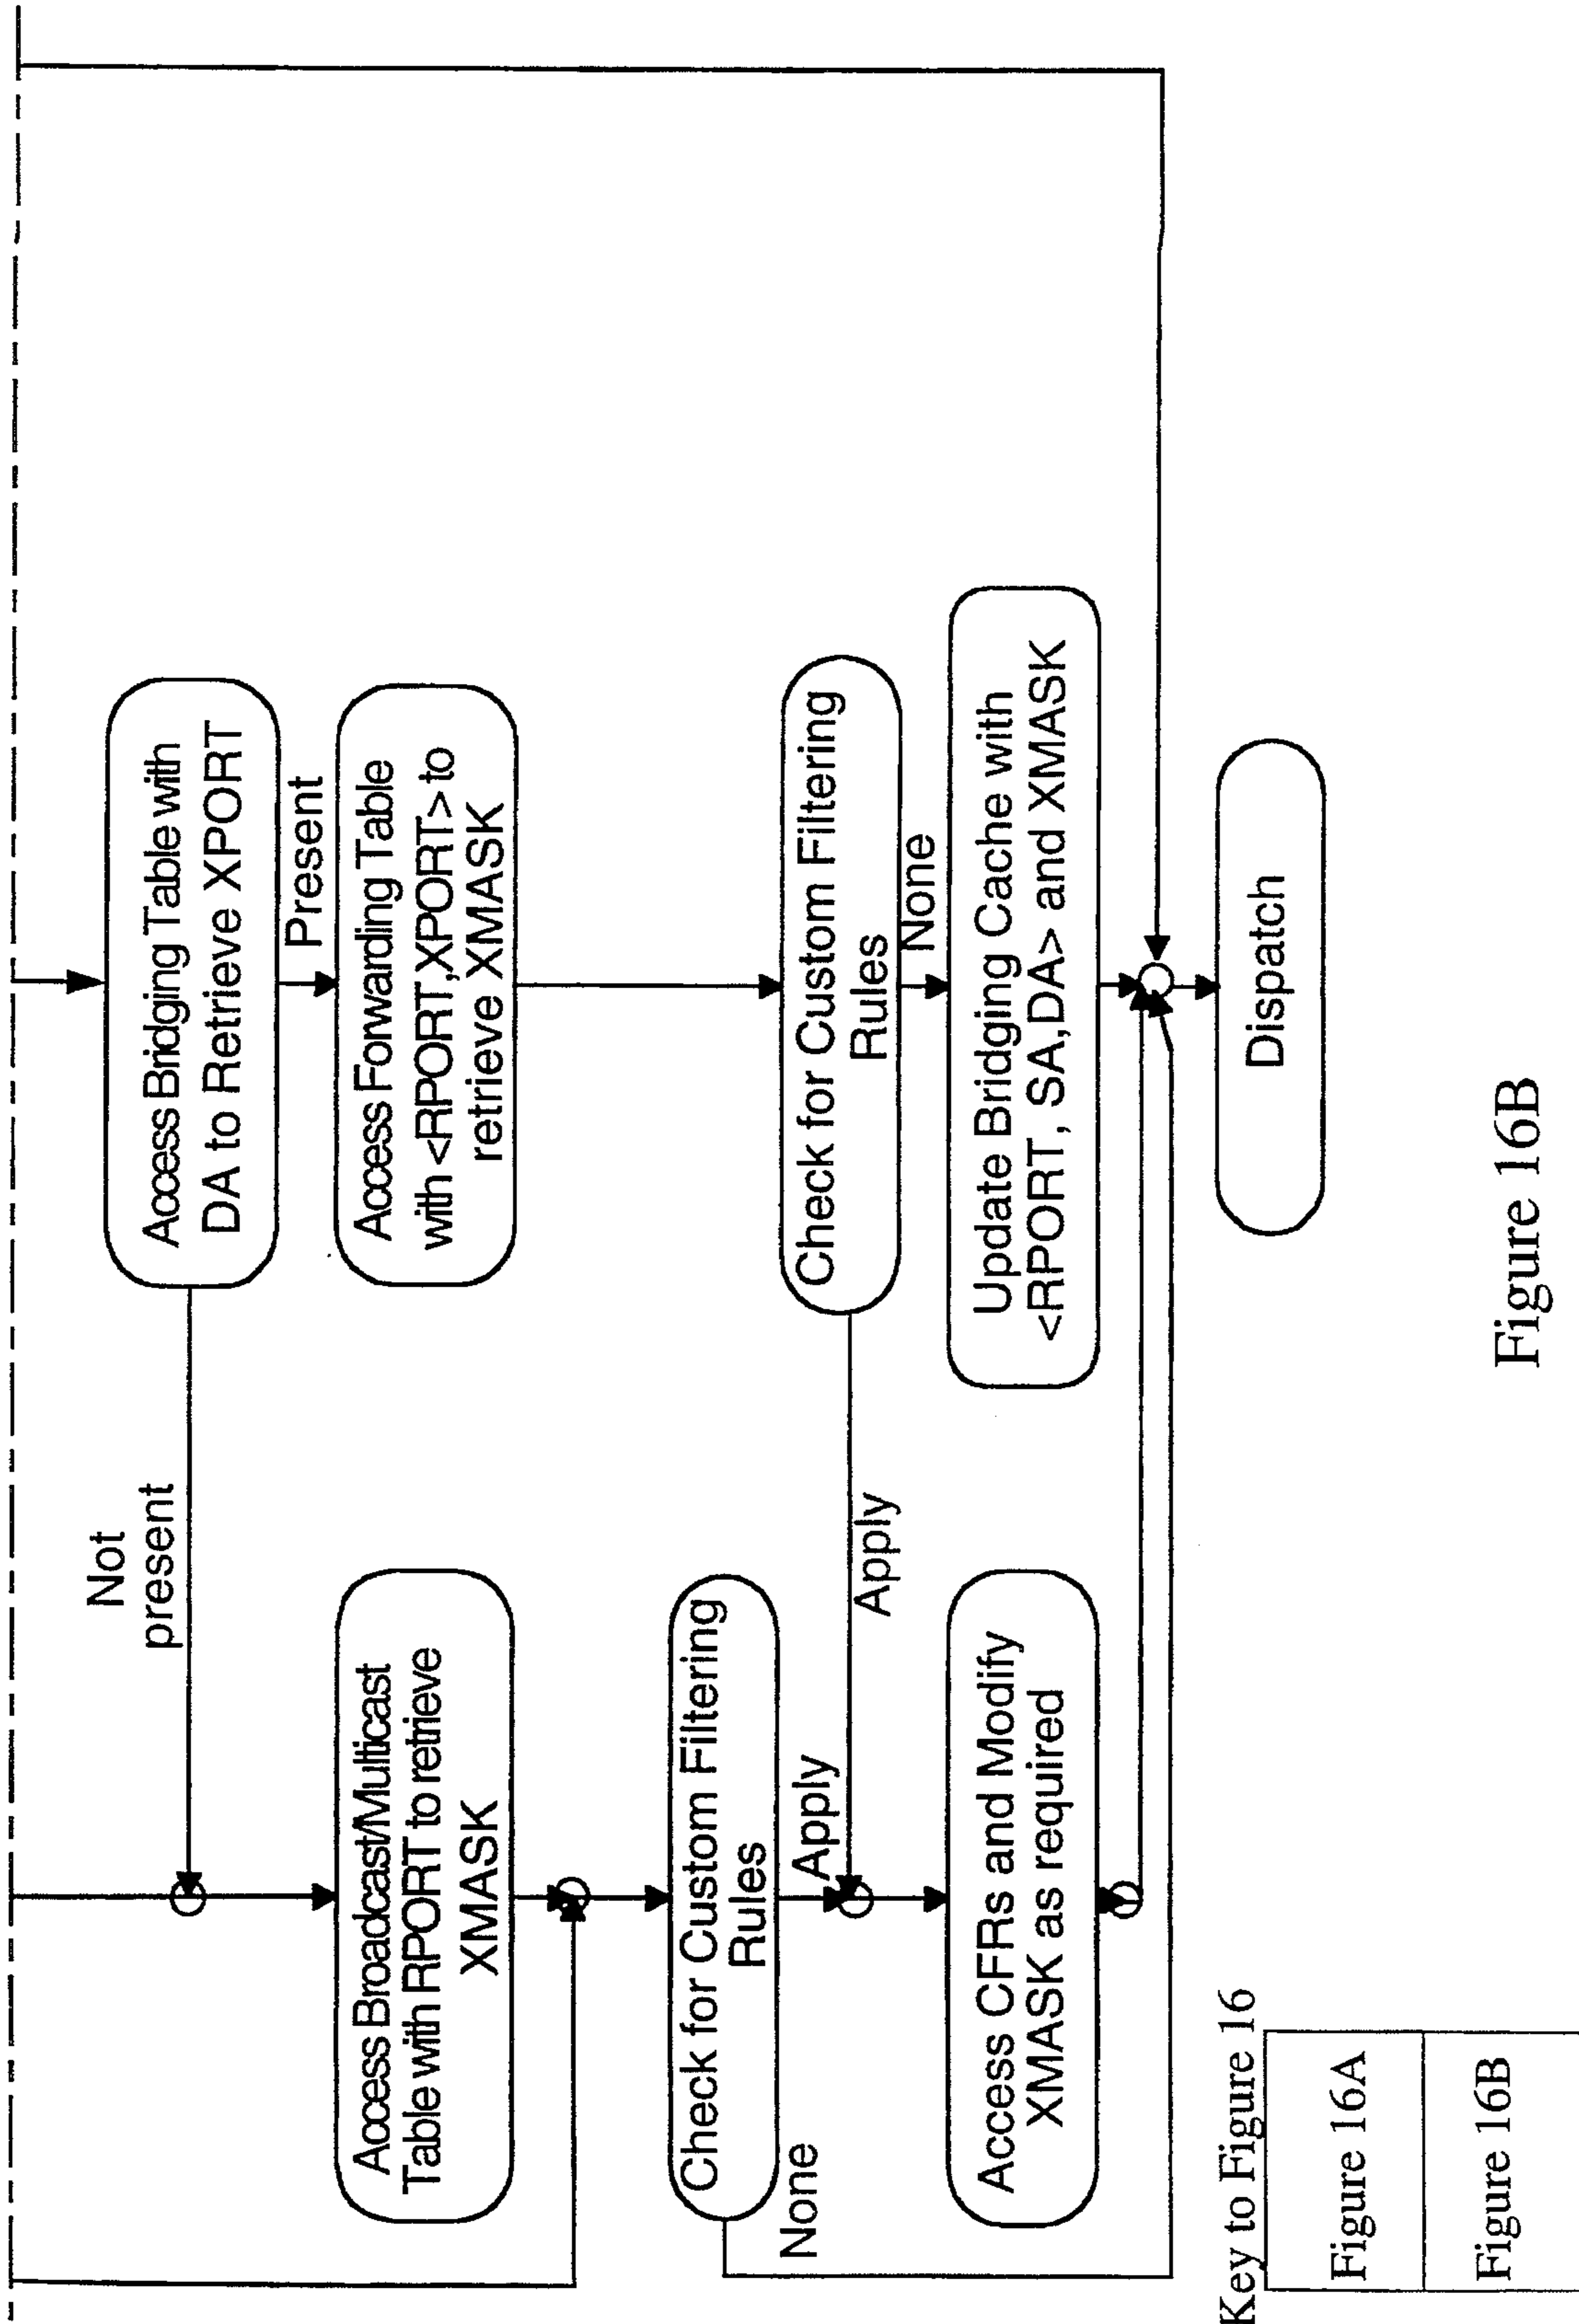 Not
present
Access Bridging Table with
DA to Retrieve XPORT
Present
Access Broadcast/Multicast
Table with RPORT to retrieve
XMASK
Access Forwarding Table
with <RPORT,XPORT> to
retrieve XMASK
Check for Custom Filtering
Rules
None
Apply
Check for Custom Filtering
Rules
Apply
None
Access CFRs and Modify
XMASK as required
Update Bridging Cache with
<RPORT, SA,DA> and XMASK
Dispatch
Key to Figure 16
Figure 16A
Figure 16B
Figure 16B